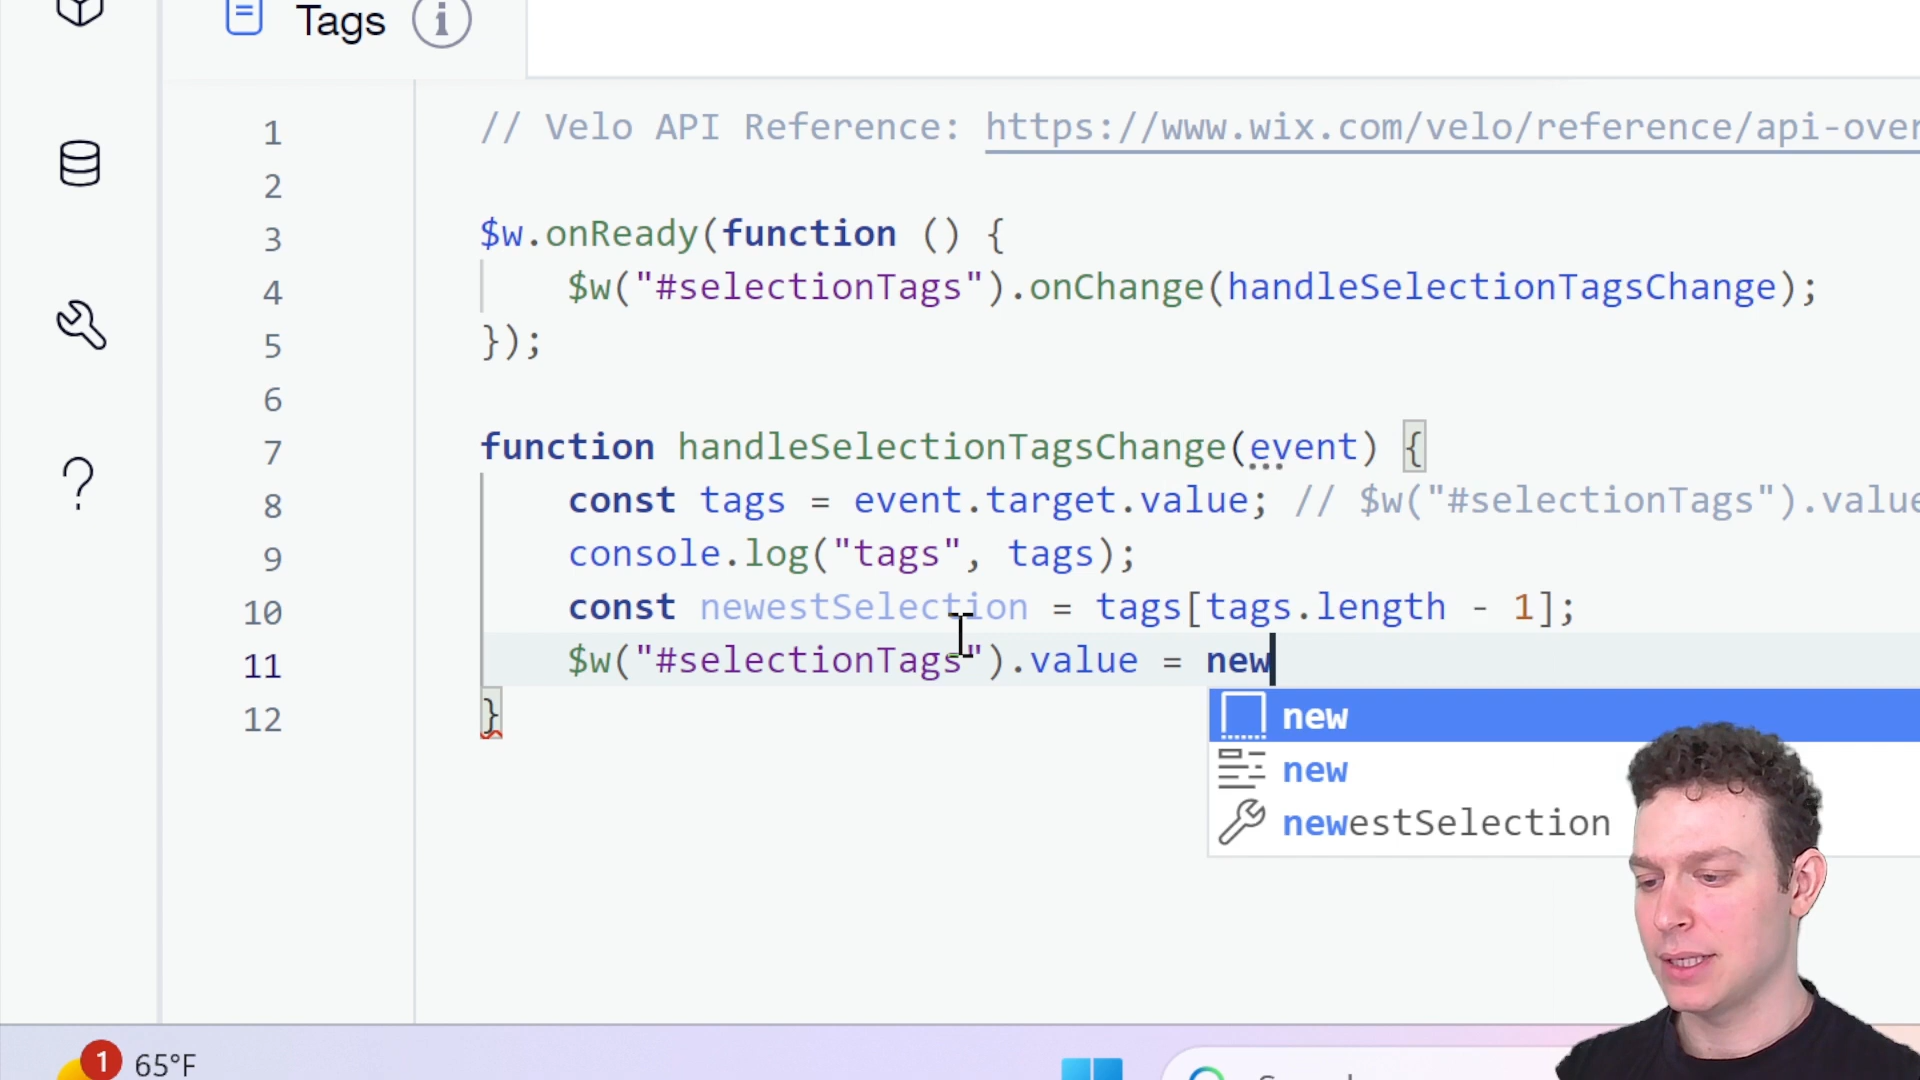 Tags
1 // Velo API Reference: https://www.wix.com/velo/reference/api-over
2
3 $w.onReady(function () {
4 $w("#selectionTags").onChange(handleSelectionTagsChange);
5 });
6
7 function handleSelectionTagsChange(event) {
8 const tags = event.target.value; // $w("#selectionTags").value
9 console.log("tags", tags);
10 const newestSelection = tags[tags.length - 1];
11 $w("#selectionTags").value = new
12 }
new
new
newestSelection
1 65°F